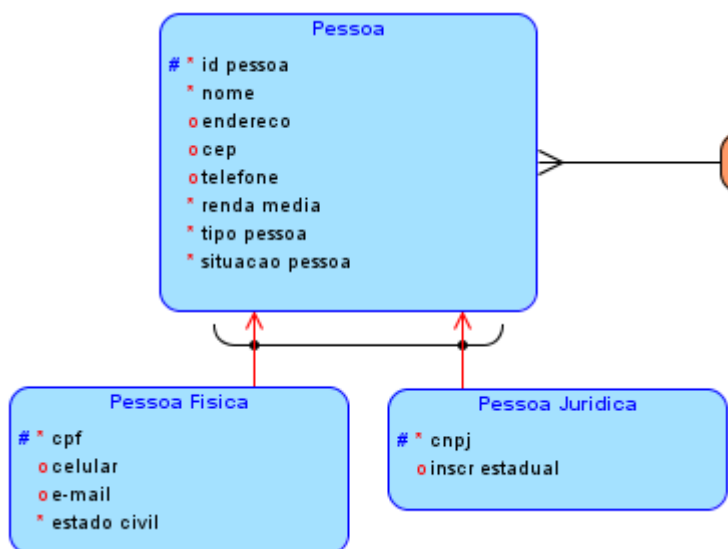 Pessoa
# * id pessoa
* nome
o endereco
o cep
o telefone
* renda media
* tipo pessoa
* situacao pessoa
Pessoa Fisica
# * cpf
o celular
o e-mail
* estado civil
Pessoa Juridica
# * cnpj
o inscr estadual